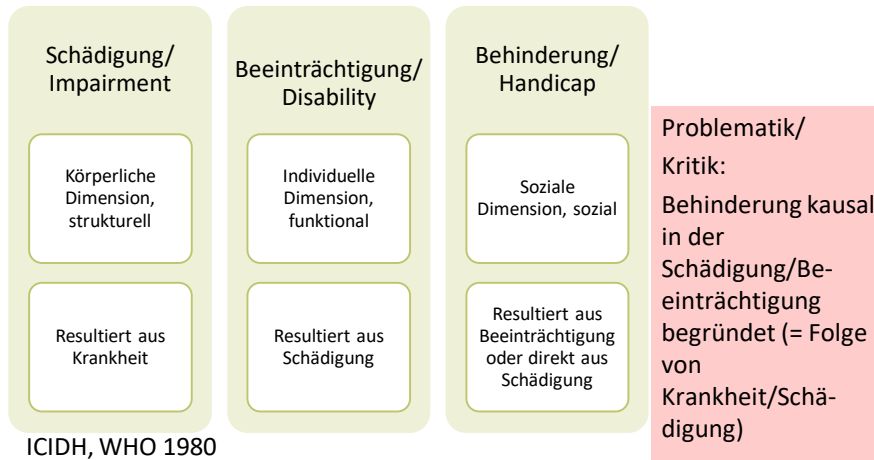 Schädigung/
Impairment
Körperliche
Dimension,
strukturell
Resultiert aus
Krankheit
Beeinträchtigung/
Disability
Individuelle
Dimension,
funktional
Resultiert aus
Schädigung
Behinderung/
Handicap
Soziale
Dimension, sozial
Resultiert aus
Beeinträchtigung
oder direkt aus
Schädigung
Problematik/
Kritik:
Behinderung kausal
in der
Schädigung/Be-
einträchtigung
begründet (= Folge
von
Krankheit/Schä-
digung)
ICIDH, WHO 1980